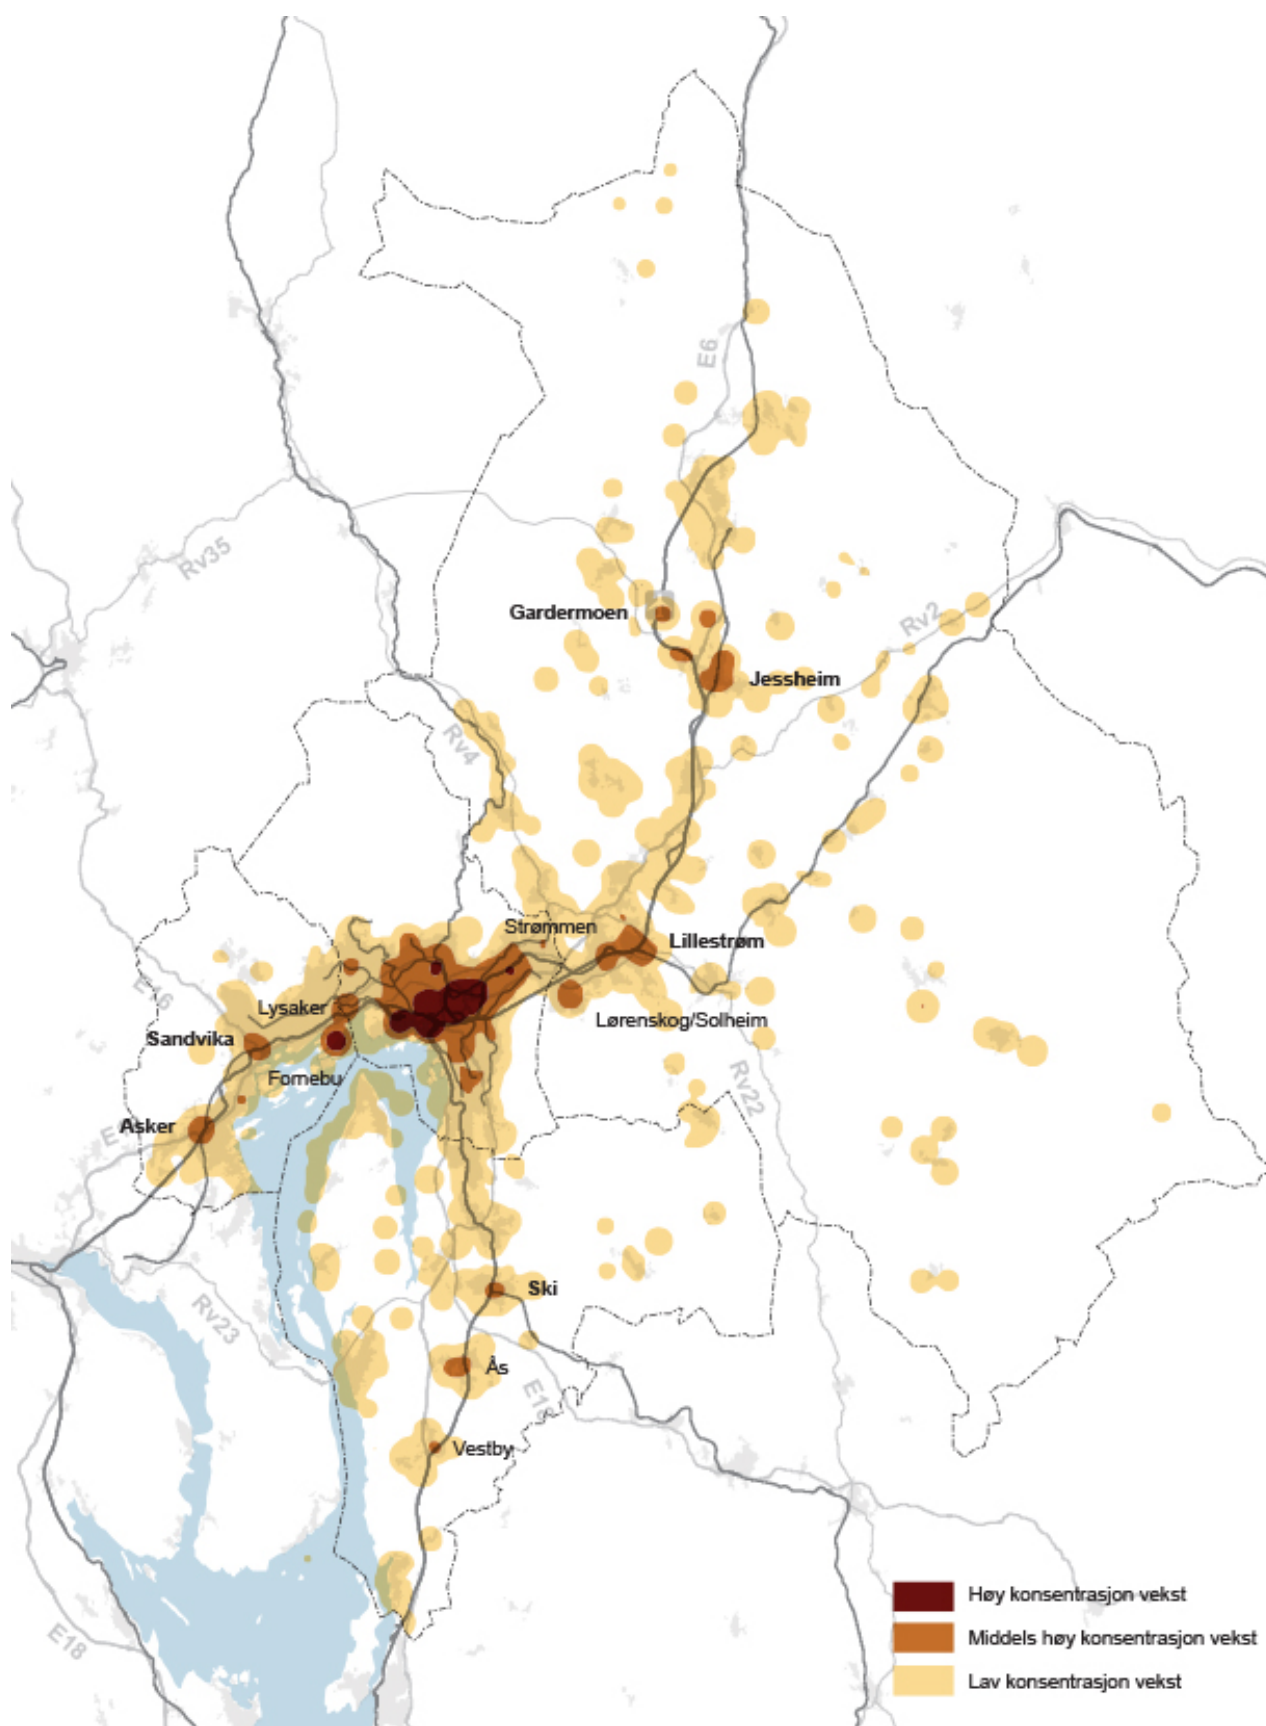 E6
Rv35
Gardermoen
Rv2
Jessheim
Rv4
Strømmen
Lillestrøm
E 16
Lysaker
Lørenskog/Solheim
Sandvika
Fornebu
Rv22
Asker
E
Ski
Rv23
Ås
E18
Vestby
Høy konsentrasjon vekst
E18
Middels høy konsentrasjon vekst
Lav konsentrasjon vekst